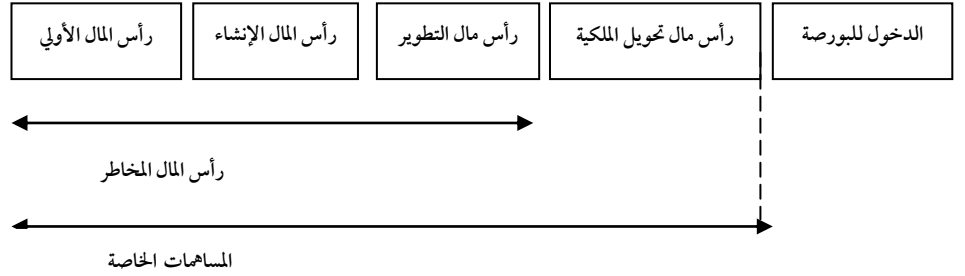 الدخول للبورصة
رأس مال تحويل الملكية
رأس مال التطوير
رأس المال الإنشاء
رأس المال الأولي
رأس المال المخاطر
المساهمات الخاصة